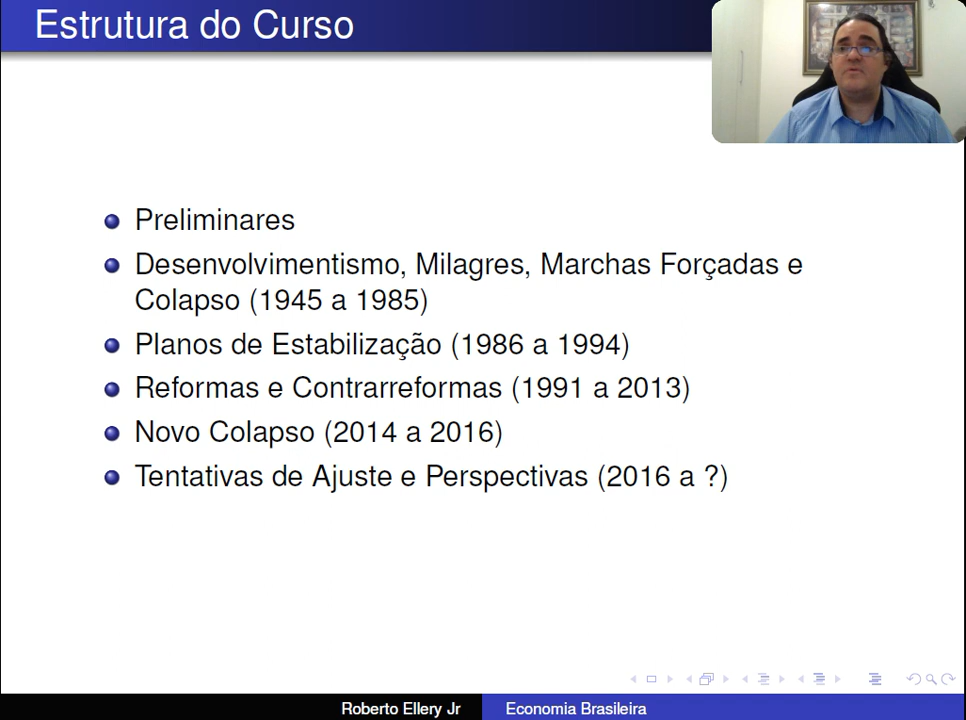 Estrutura do Curso
Preliminares
Desenvolvimentismo, Milagres, Marchas Forçadas e
Colapso (1945 a 1985)
Planos de Estabilização (1986 a 1994)
Reformas e Contrarreformas (1991 a 2013)
Novo Colapso (2014 a 2016)
Tentativas de Ajuste e Perspectivas (2016 a ?)
Roberto Ellery Jr
Economia Brasileira